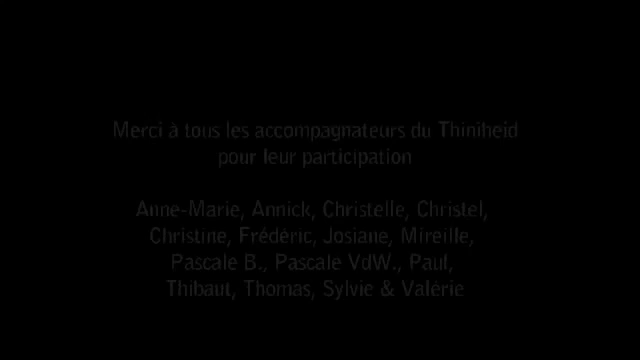 Merci à tous les accompagnateurs du Thiniheid
pour leur participation
Anne-Marie, Annick, Christelle, Christel,
Christine, Frédéric, Josiane, Mireille,
Pascale B., Pascale VdW., Paul,
Thibaut, Thomas, Sylvie & Valérie